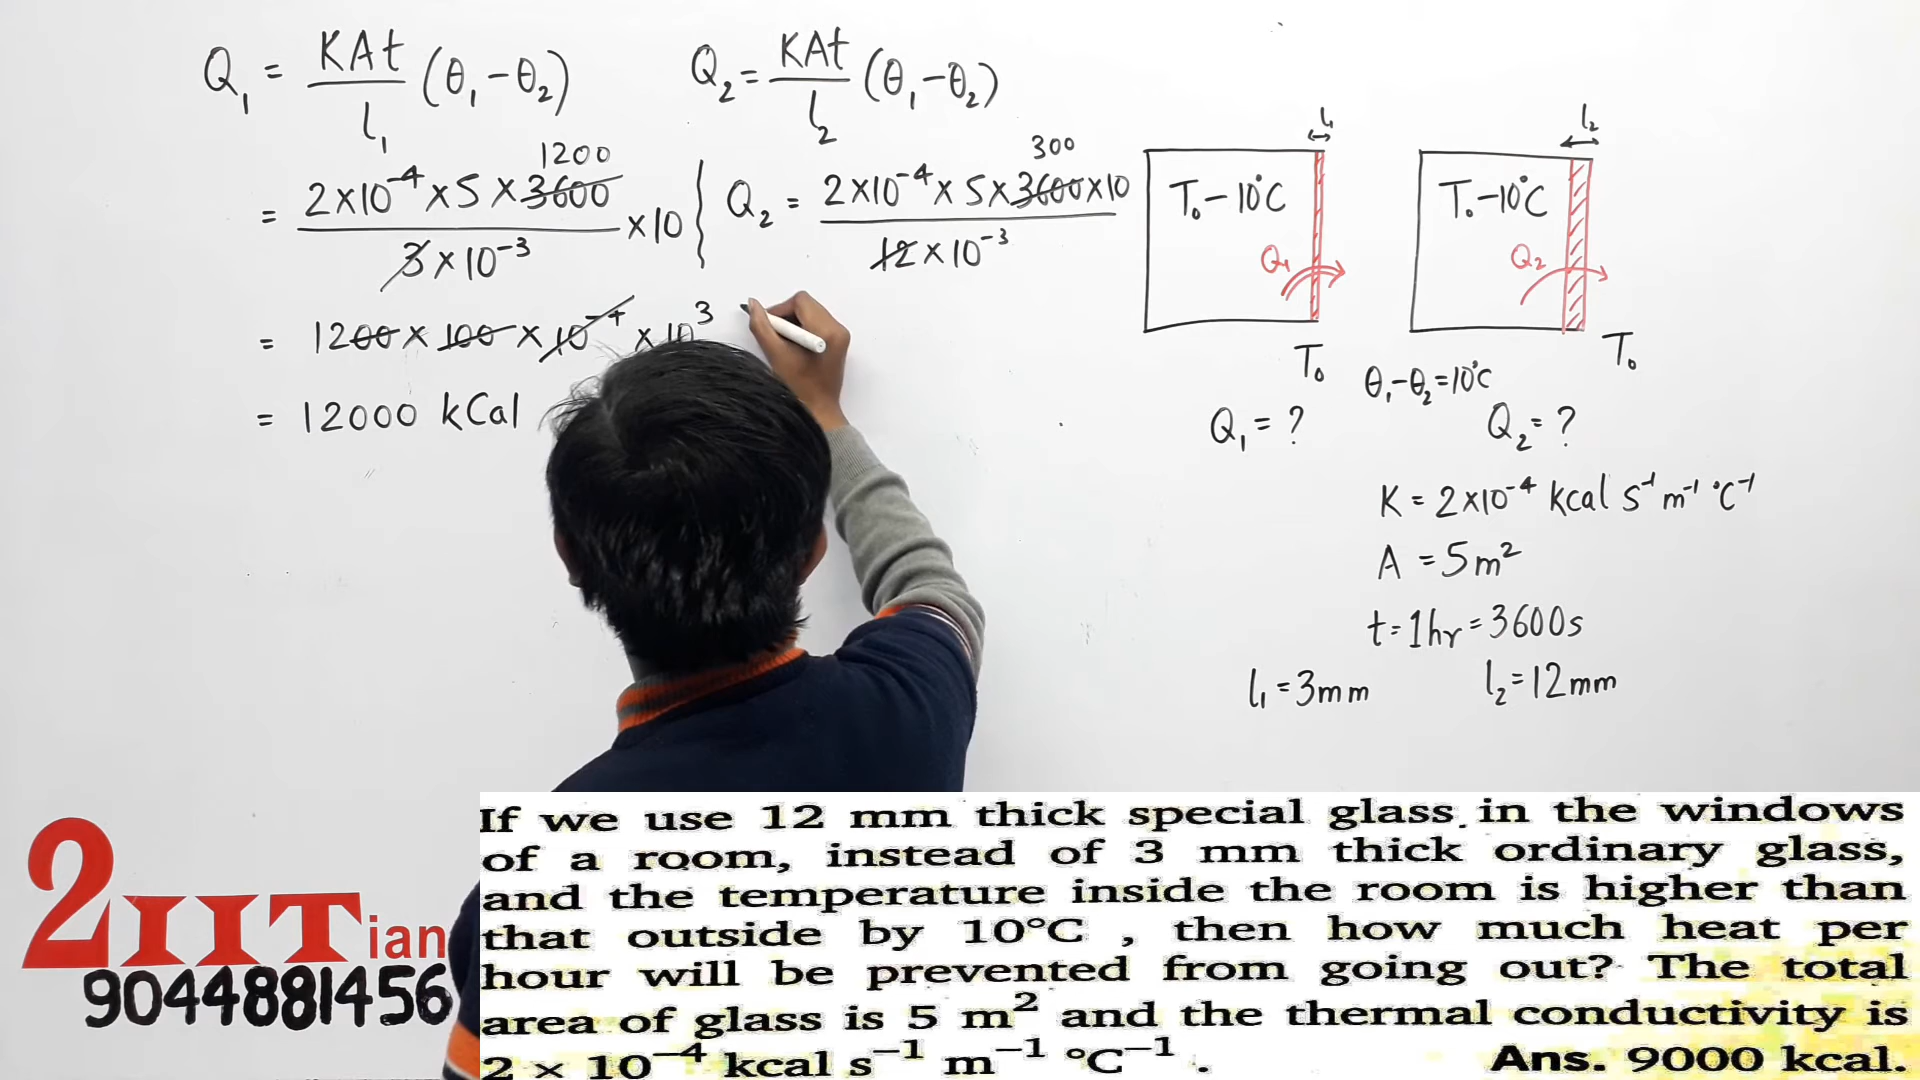 Q₁ = KAt/l₁ (θ₁-θ₂)
= 2×10⁻⁴×5×3600/3×10⁻³ ×10
1200
= 1200×100×10⁻⁴×10³
= 12000 kCal
Q₂ = KAt/l₂ (θ₁-θ₂)
300
Q₂ = 2×10⁻⁴×5×3600×10/12×10⁻³
l₁
T₀-10°C
Q₁
T₀
l₂
T₀-10°C
Q₂
T₀
θ₁-θ₂=10°C
Q₁ = ?
Q₂ = ?
K = 2×10⁻⁴ kcal s⁻¹ m⁻¹ °C⁻¹
A = 5m²
t = 1hr = 3600s
l₁ = 3mm
l₂ = 12mm
2IITian
9044881456
If we use 12 mm thick special glass in the windows
of a room, instead of 3 mm thick ordinary glass,
and the temperature inside the room is higher than
that outside by 10°C , then how much heat per
hour will be prevented from going out? The total
area of glass is 5 m² and the thermal conductivity is
2 × 10⁻⁴ kcal s⁻¹ m⁻¹ °C⁻¹ . Ans. 9000 kcal.